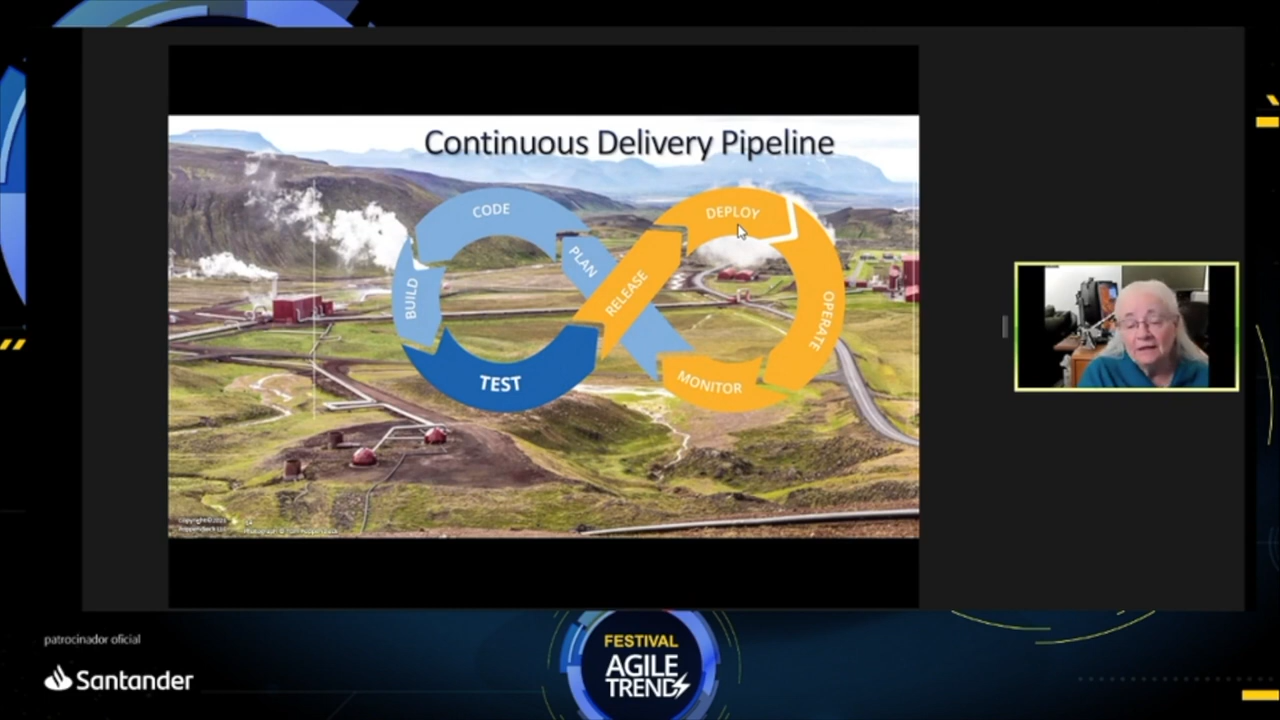 Continuous Delivery Pipeline
CODE
DEPLOY
PLAN
RELEASE
BUILD
OPERATE
TEST
MONITOR
patrocinador oficial
Santander
FESTIVAL
AGILE
TRENDS